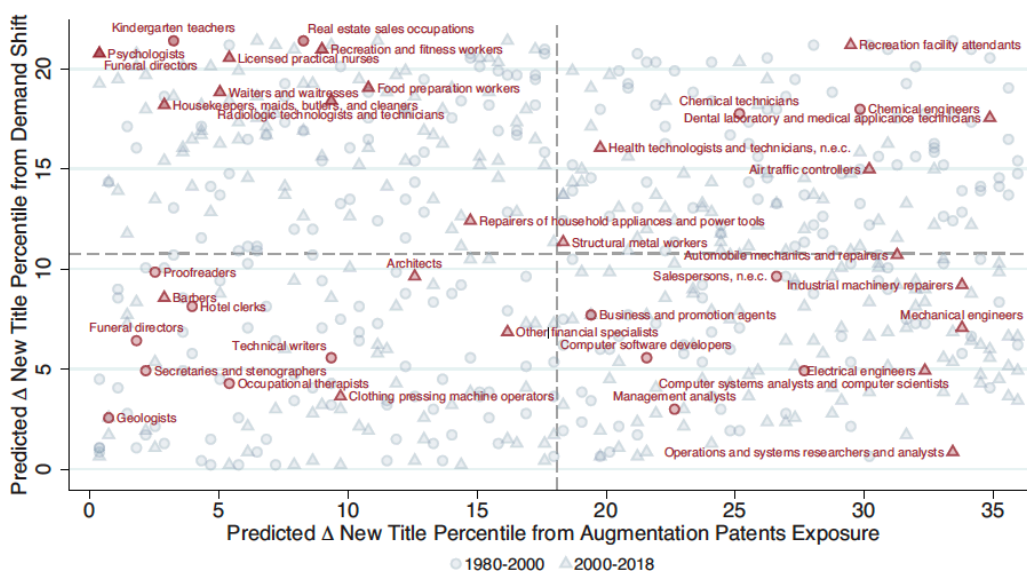 Predicted Δ New Title Percentile from Demand Shift
Kindergarten teachers
Real estate sales occupations
Recreation and fitness workers
Recreation facility attendants
Psychologists
Licensed practical nurses
Funeral directors
20
Waiters and waitresses
Food preparation workers
Housekeepers, maids, butlers, and cleaners
Radiologic technologists and technicians
Chemical technicians
Chemical engineers
Dental laboratory and medical applicance technicians
Health technologists and technicians, n.e.c.
15
Air traffic controllers
Repairers of household appliances and power tools
Structural metal workers
Automobile mechanics and repairers
Architects
10
Proofreaders
Salespersons, n.e.c.
Industrial machinery repairers
Barbers
Hotel clerks
Business and promotion agents
Mechanical engineers
Funeral directors
Other financial specialists
Technical writers
Computer software developers
5
Secretaries and stenographers
Electrical engineers
Occupational therapists
Computer systems analysts and computer scientists
Clothing pressing machine operators
Management analysts
Geologists
Operations and systems researchers and analysts
0
0 5 10 15 20 25 30 35
Predicted Δ New Title Percentile from Augmentation Patents Exposure
1980-2000 2000-2018